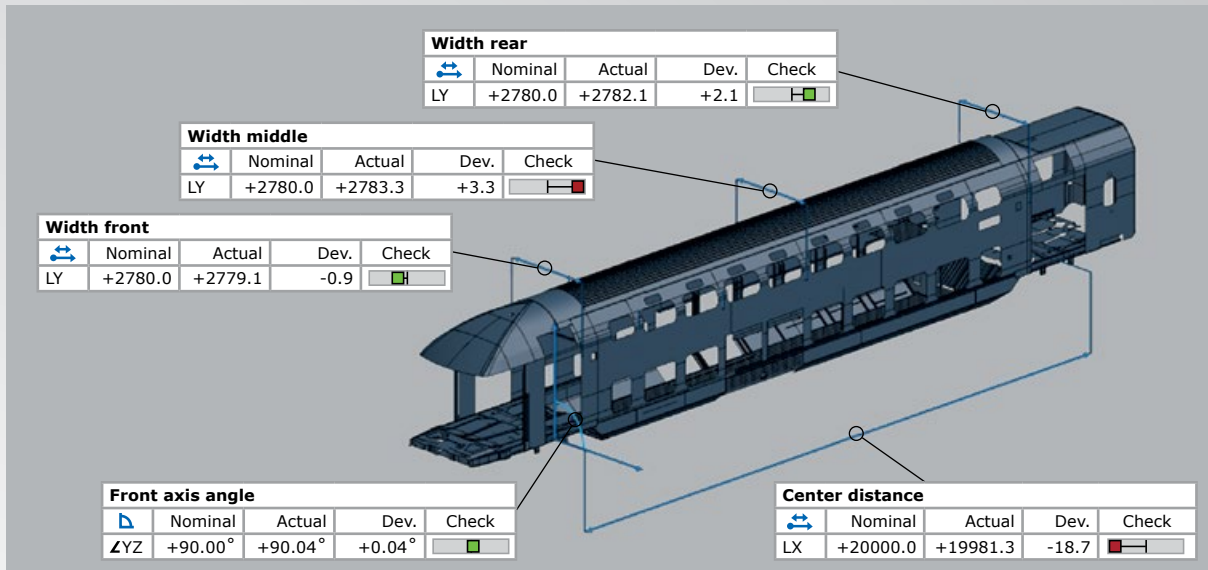 Width rear
Nominal Actual Dev. Check
LY +2780.0 +2782.1 +2.1
Width middle
Nominal Actual Dev. Check
LY +2780.0 +2783.3 +3.3
Width front
Nominal Actual Dev. Check
LY +2780.0 +2779.1 -0.9
Front axis angle
Nominal Actual Dev. Check
∠YZ +90.00° +90.04° +0.04°
Center distance
Nominal Actual Dev. Check
LX +20000.0 +19981.3 -18.7